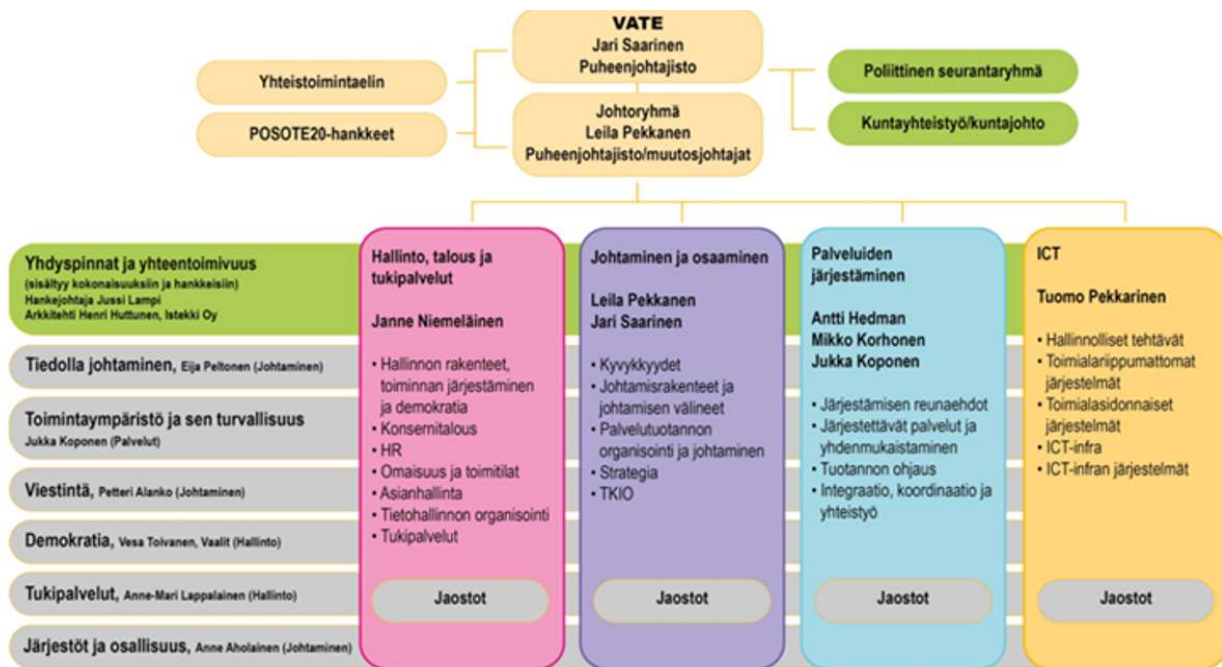 VATE
Jari Saarinen
Puheenjohtajisto
Yhteistoimintaelin
POSOTE20-hankkeet
Johtoryhmä
Leila Pekkanen
Puheenjohtajisto/muutosjohtajat
Poliittinen seurantaryhmä
Kuntayhteistyö/kuntajohto
Yhdyspinnat ja yhteentoimivuus
(sisältyy kokonaisuuksiin ja hankkeisiin)
Hankejohtaja Jussi Lampi
Arkkitehti Henri Huttunen, Istekki Oy
Tiedolla johtaminen, Eija Peltonen (Johtaminen)
Toimintaympäristö ja sen turvallisuus
Jukka Koponen (Palvelut)
Viestintä, Petteri Alanko (Johtaminen)
Demokratia, Vesa Toivanen, Vaalit (Hallinto)
Tukipalvelut, Anne-Mari Lappalainen (Hallinto)
Järjestöt ja osallisuus, Anne Aholainen (Johtaminen)
Hallinto, talous ja
tukipalvelut
Janne Niemeläinen
• Hallinnon rakenteet,
toiminnan järjestäminen
ja demokratia
• Konsernitalous
• HR
• Omaisuus ja toimitilat
• Asianhallinta
• Tietohallinnon organisointi
• Tukipalvelut
Jaostot
Johtaminen ja osaaminen
Leila Pekkanen
Jari Saarinen
• Kyvykkyydet
• Johtamisrakenteet ja
johtamisen välineet
• Palvelutuotannon
organisointi ja johtaminen
• Strategia
• TKIO
Jaostot
Palveluiden
järjestäminen
Antti Hedman
Mikko Korhonen
Jukka Koponen
• Järjestämisen reunaehdot
• Järjestettävät palvelut ja
yhdenmukaistaminen
• Tuotannon ohjaus
• Integraatio, koordinaatio ja
yhteistyö
Jaostot
ICT
Tuomo Pekkarinen
• Hallinnolliset tehtävät
• Toimialariippumattomat
järjestelmät
• Toimialasidonnaiset
järjestelmät
• ICT-infra
• ICT-infran järjestelmät
Jaostot